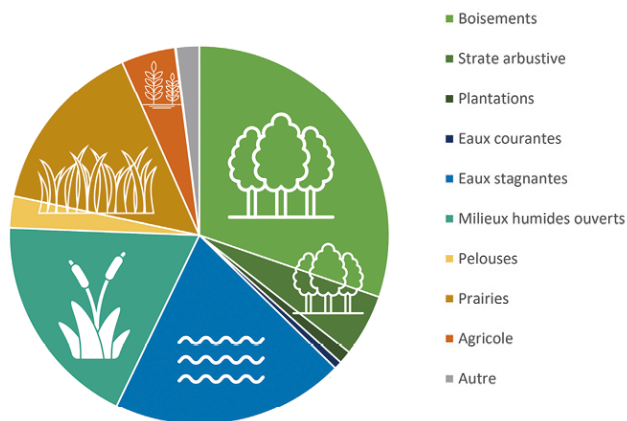 Boisements
Strate arbustive
Plantations
Eaux courantes
Eaux stagnantes
Milieux humides ouverts
Pelouses
Prairies
Agricole
Autre